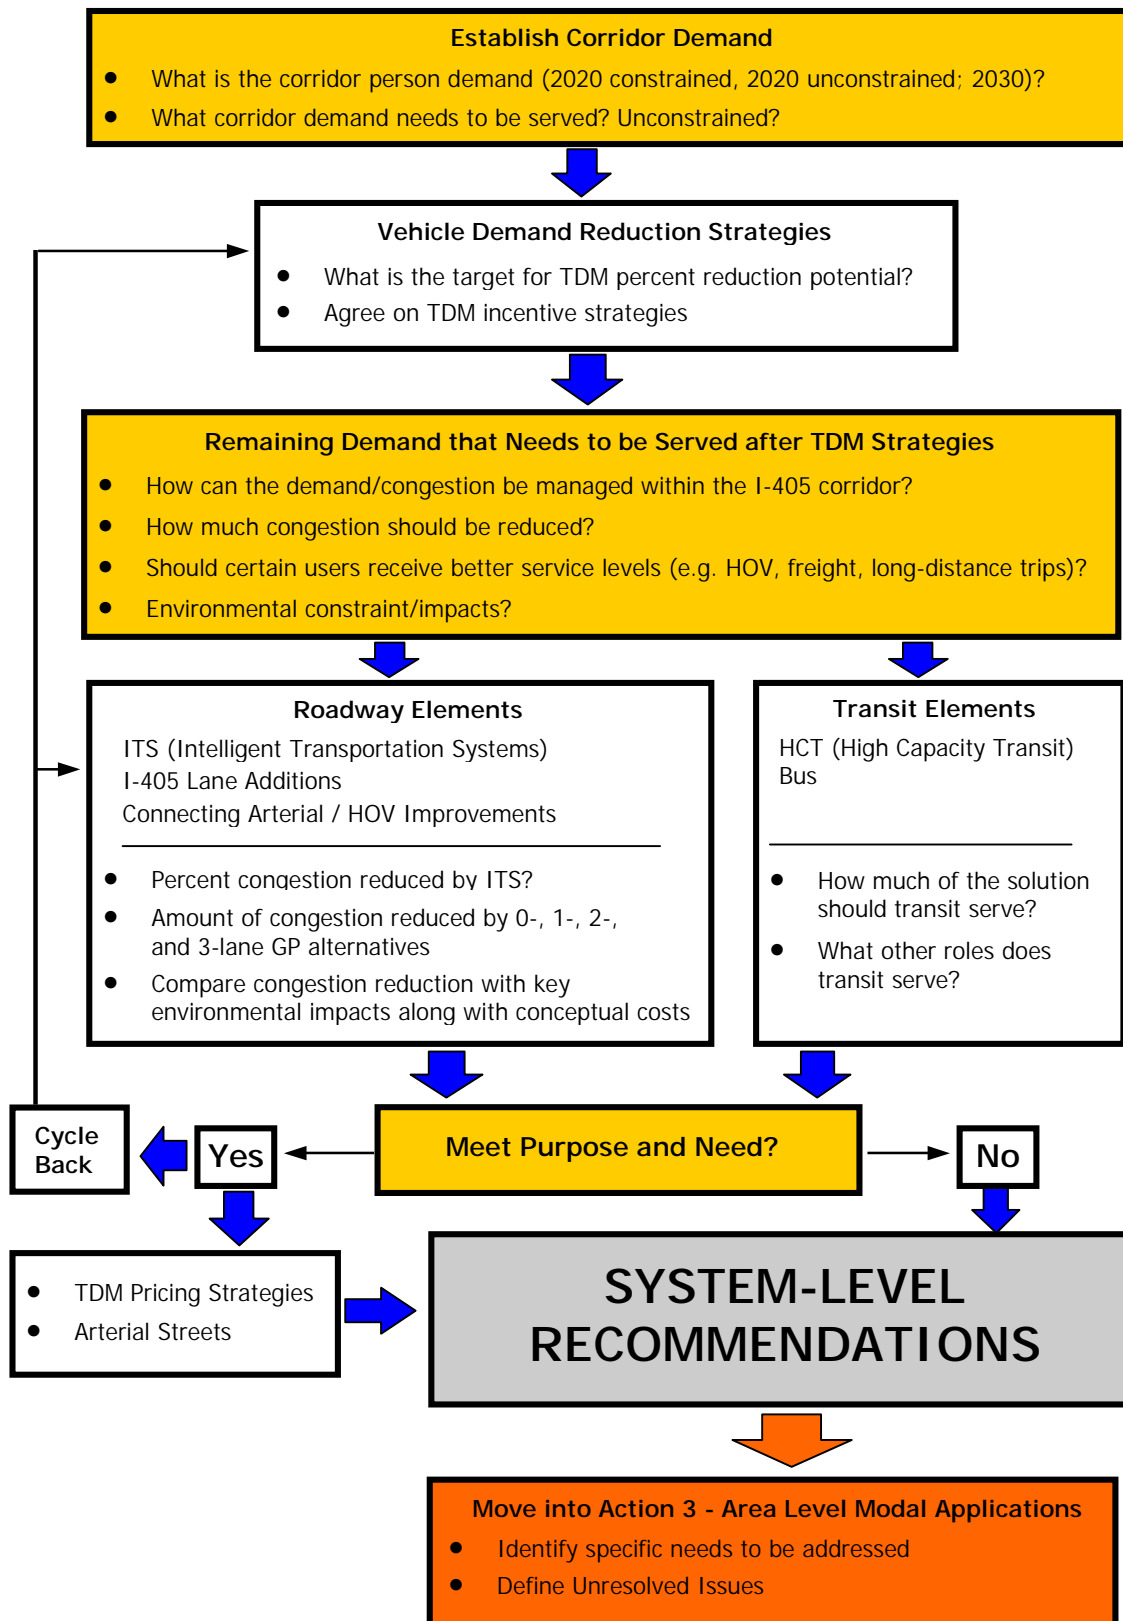 Establish Corridor Demand
● What is the corridor person demand (2020 constrained, 2020 unconstrained; 2030)?
● What corridor demand needs to be served? Unconstrained?
Vehicle Demand Reduction Strategies
● What is the target for TDM percent reduction potential?
● Agree on TDM incentive strategies
Remaining Demand that Needs to be Served after TDM Strategies
● How can the demand/congestion be managed within the I-405 corridor?
● How much congestion should be reduced?
● Should certain users receive better service levels (e.g. HOV, freight, long-distance trips)?
● Environmental constraint/impacts?
Roadway Elements
ITS (Intelligent Transportation Systems)
I-405 Lane Additions
Connecting Arterial / HOV Improvements
● Percent congestion reduced by ITS?
● Amount of congestion reduced by 0-, 1-, 2-,
and 3-lane GP alternatives
● Compare congestion reduction with key
environmental impacts along with conceptual costs
Transit Elements
HCT (High Capacity Transit)
Bus
● How much of the solution
should transit serve?
● What other roles does
transit serve?
Cycle
Back
Yes
Meet Purpose and Need?
No
● TDM Pricing Strategies
● Arterial Streets
SYSTEM-LEVEL
RECOMMENDATIONS
Move into Action 3 - Area Level Modal Applications
● Identify specific needs to be addressed
● Define Unresolved Issues